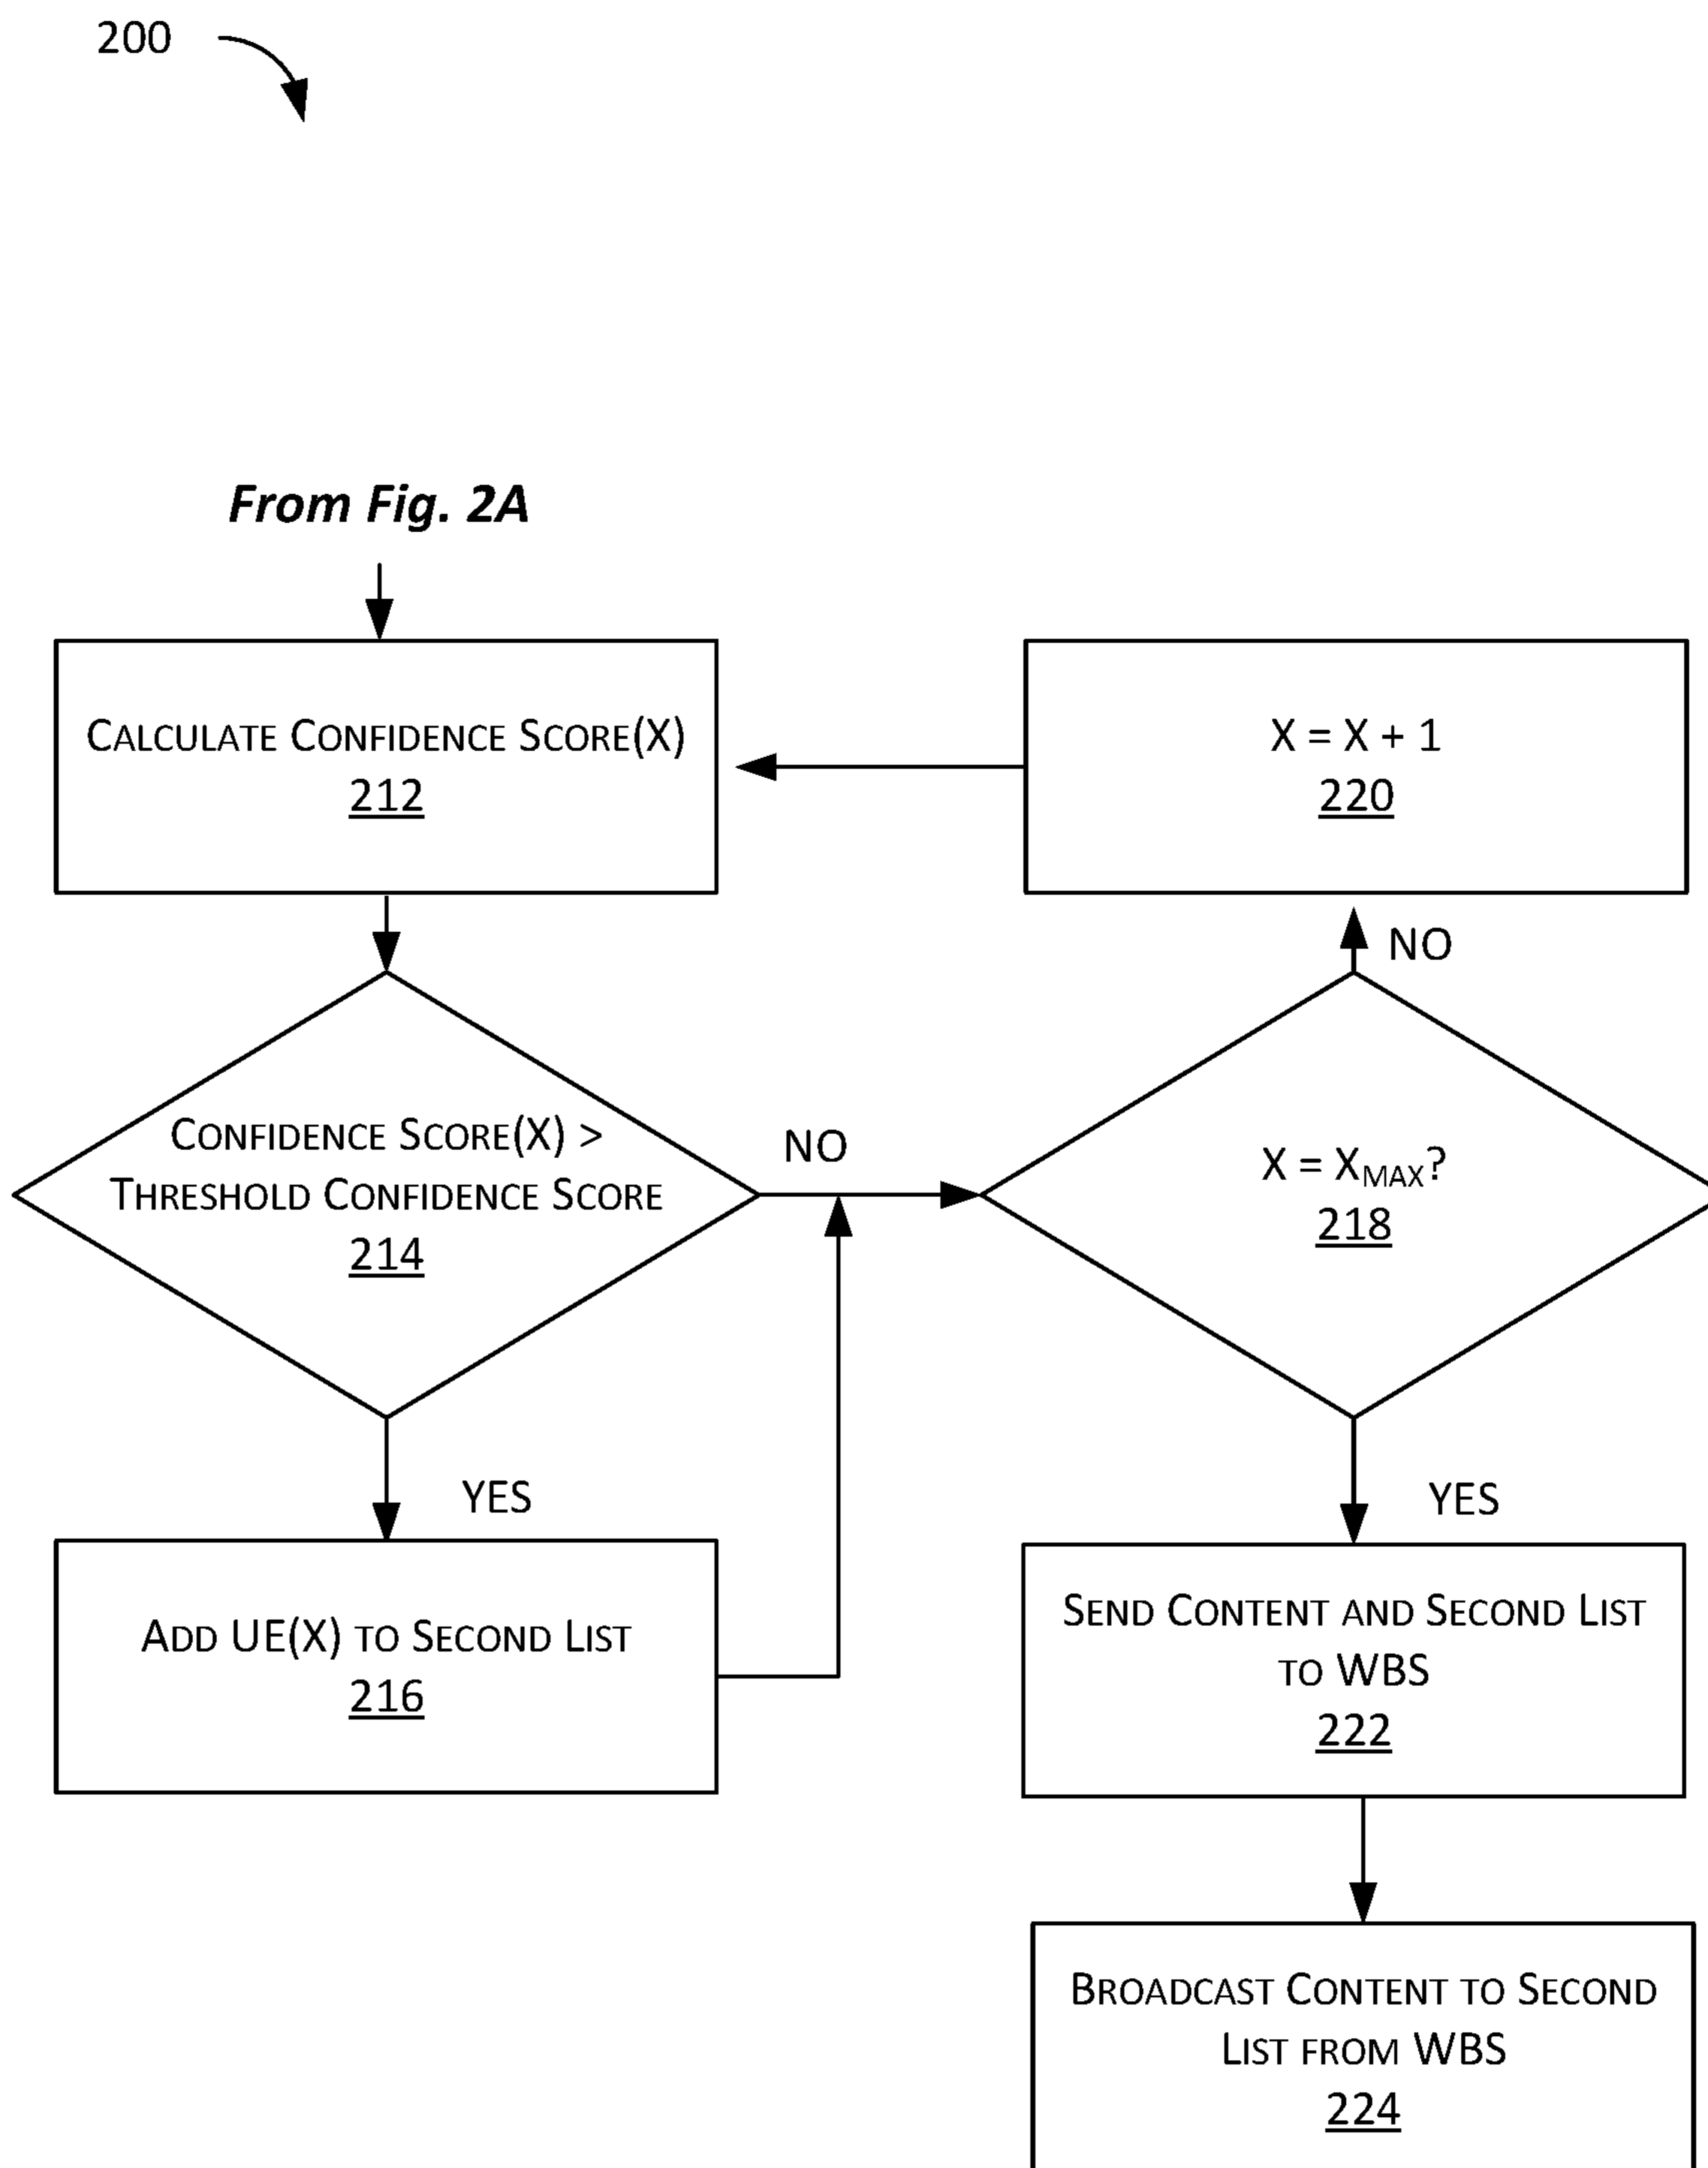 200
From Fig. 2A
CALCULATE CONFIDENCE SCORE(X)
212
X = X + 1
220
NO
CONFIDENCE SCORE(X) >
THRESHOLD CONFIDENCE SCORE
214
NO
X = XMAX?
218
YES
YES
ADD UE(X) TO SECOND LIST
216
SEND CONTENT AND SECOND LIST
TO WBS
222
BROADCAST CONTENT TO SECOND
LIST FROM WBS
224